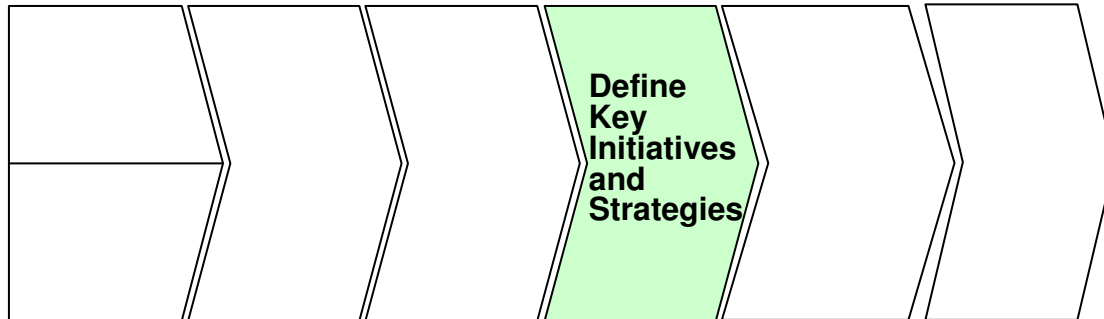 Define
Key
Initiatives
and
Strategies